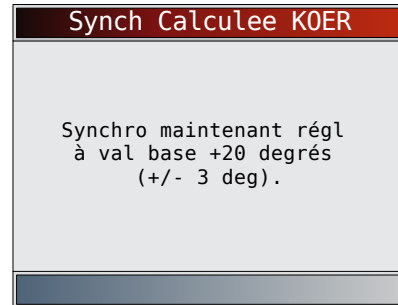 Synch Calculee KOER
Synchro maintenant régl
à val base +20 degrés
(+/- 3 deg).